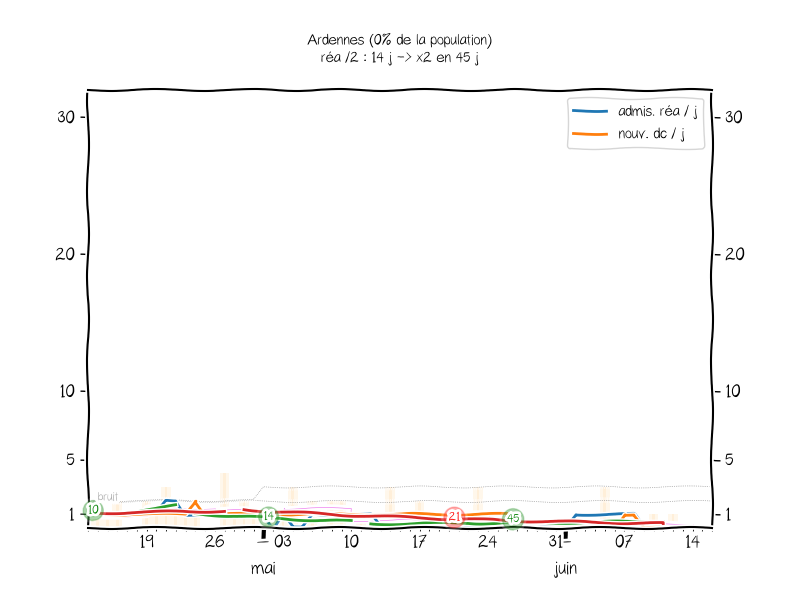 Ardennes (0% de la population)
réa /2 : 14 j -> x2 en 45 j
admis. réa / j
nouv. dc / j
30
30
20
20
10
10
5
5
1
1
bruit
10
14
21
45
19 26 03 10 17 24 31 07 14
mai juin